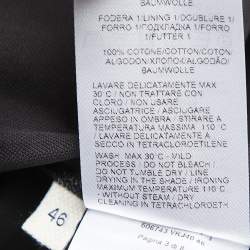 BAUMWOLLE
FODERA 1/LINING 1/DOUBLURE 1/
FORRO 1/ПОДКЛАДКА 1/FORRO
1/FUTTER 1
100% COTONE/COTTON/COTON
ALGODON/ХЛОПОК/ALGODÃO/
BAUMWOLLE
LAVARE DELICATAMENTE MAX
30°C / NON TRATTARE CON
CLORO / NON USARE
ASCIUGATRICE / ASCIUGARE
APPESO IN OMBRA / STIRARE A
TEMPERATURA MASSIMA 110°C
/ LAVARE DELICATAMENTE A
SECCO IN TETRACLOROETILENE
WASH MAX 30°C - MILD
PROCESS / DO NOT BLEACH /
DO NOT TUMBLE DRY / LINE
DRYING IN THE SHADE / IRONING
MAXIMUM TEMPERATURE 110°C
- WITHOUT STEAM / DRY
CLEANING IN TETRACHLOROETH
Pagina 3 di
46